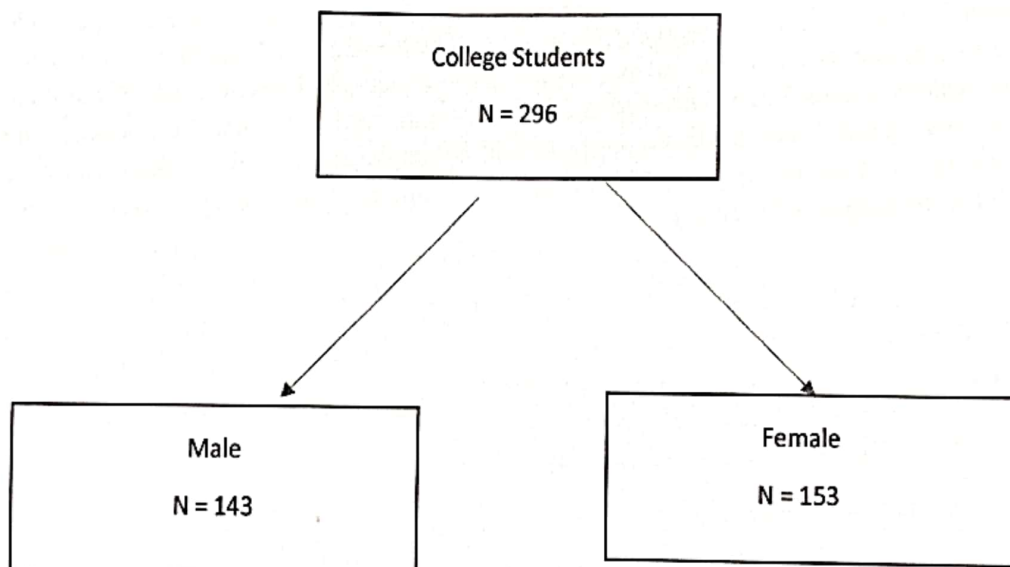 College Students
N = 296
Male
N = 143
Female
N = 153